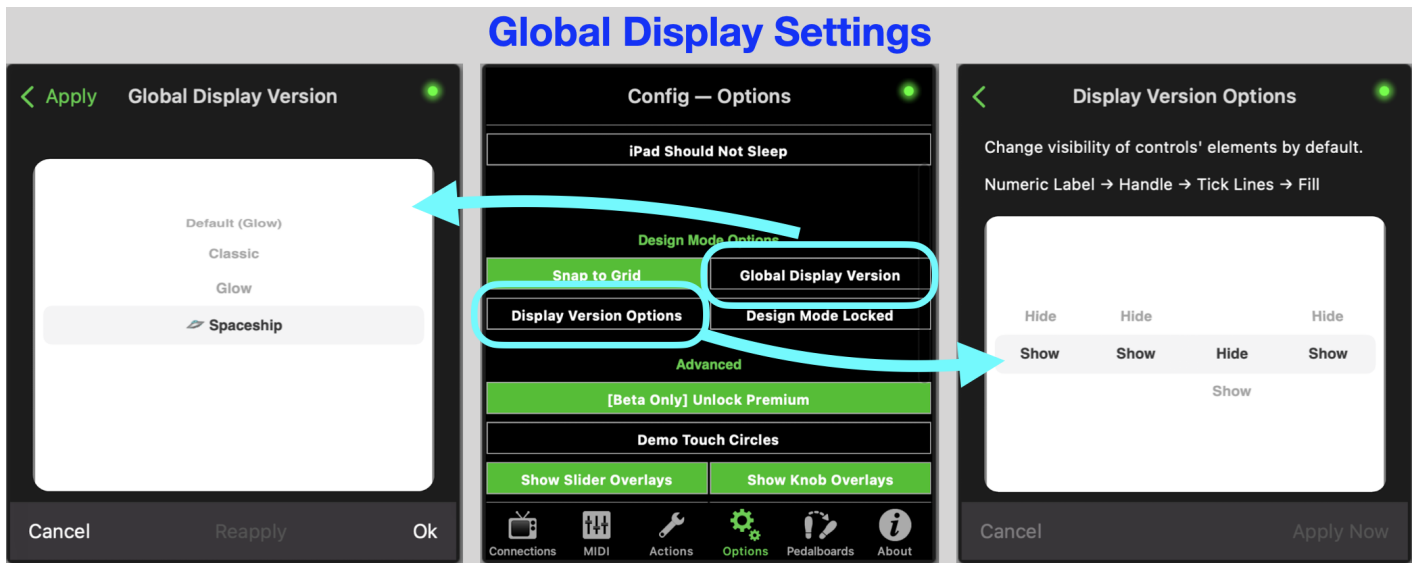 Global Display Settings
Apply
Global Display Version
Default (Glow)
Classic
Glow
Spaceship
Cancel
Reapply
Ok
Config — Options
iPad Should Not Sleep
Design Mode Options
Snap to Grid
Global Display Version
Display Version Options
Design Mode Locked
Advanced
[Beta Only] Unlock Premium
Demo Touch Circles
Show Slider Overlays
Show Knob Overlays
Connections
MIDI
Actions
Options
Pedalboards
About
Display Version Options
Change visibility of controls' elements by default.
Numeric Label → Handle → Tick Lines → Fill
Hide Hide Hide
Show Show Hide Show
Show
Cancel
Apply Now